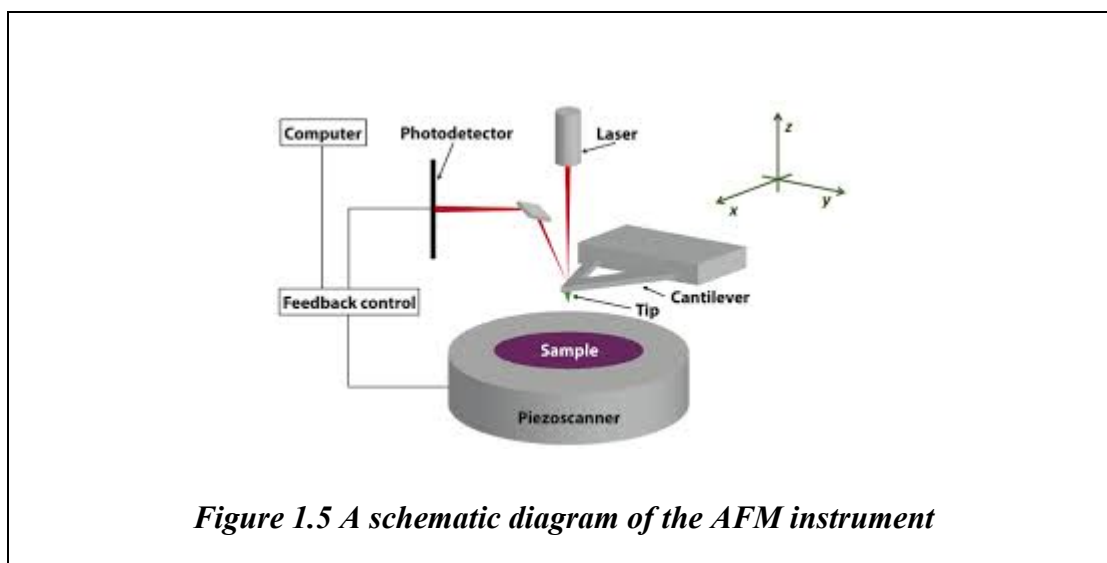 Computer
Photodetector
Laser
z
x
y
Feedback control
Cantilever
Tip
Sample
Piezoscanner
Figure 1.5 A schematic diagram of the AFM instrument